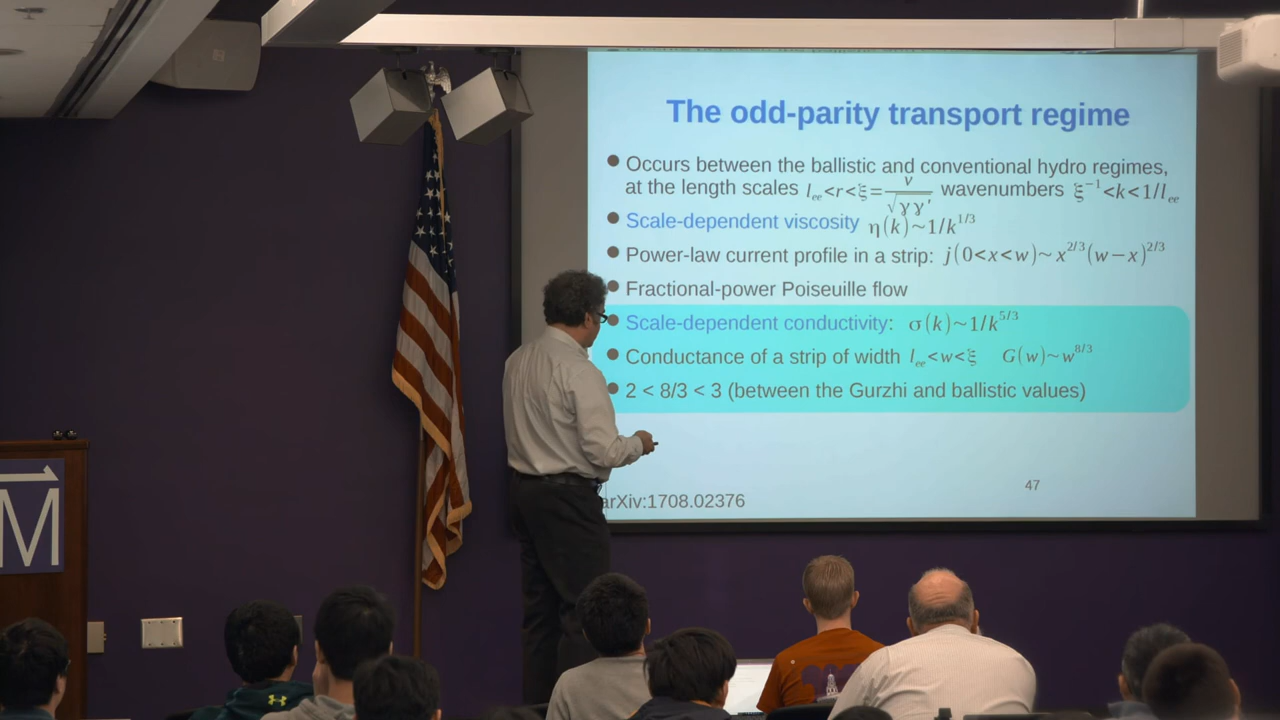 The odd-parity transport regime
Occurs between the ballistic and conventional hydro regimes,
at the length scales l_ee<r<ξ=v/√γγ' wavenumbers ξ⁻¹<k<1/l_ee
Scale-dependent viscosity η(k)~1/k^1/3
Power-law current profile in a strip: j(0<x<w)~x^2/3(w−x)^2/3
Fractional-power Poiseuille flow
Scale-dependent conductivity: σ(k)~1/k^5/3
Conductance of a strip of width l_ee<w<ξ G(w)~w^8/3
2 < 8/3 < 3 (between the Gurzhi and ballistic values)
47
arXiv:1708.02376
M